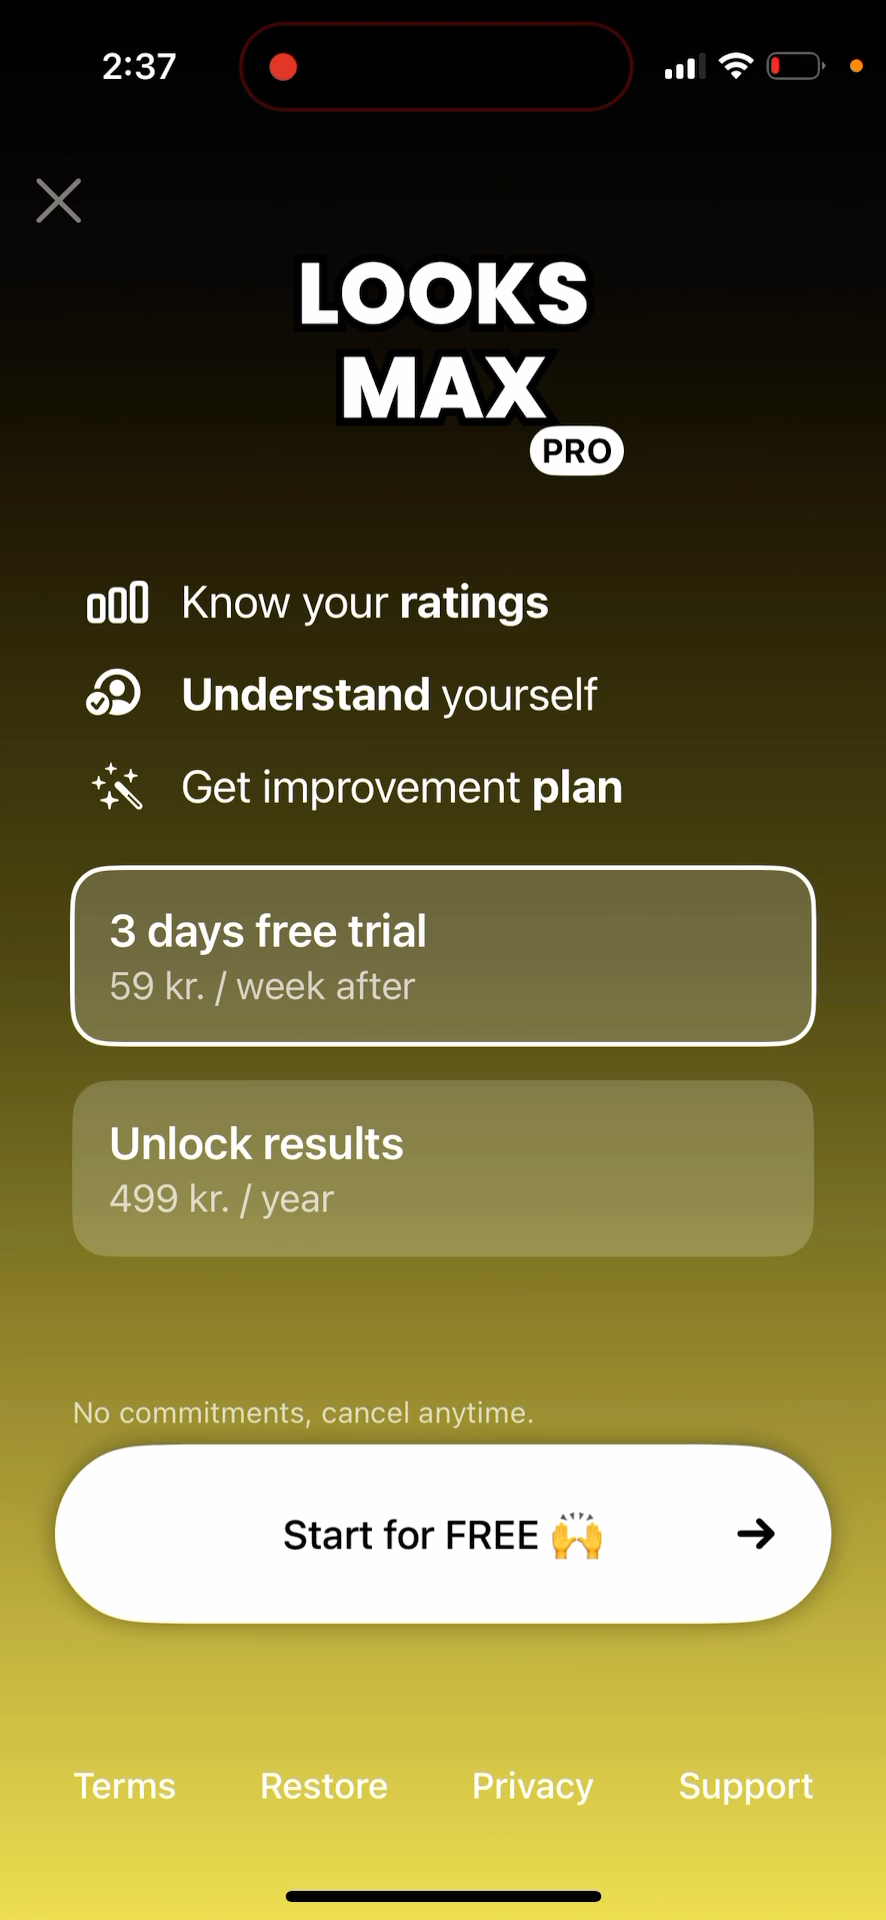 2:37
LOOKS
MAX
PRO
Know your ratings
Understand yourself
Get improvement plan
3 days free trial
59 kr. / week after
Unlock results
499 kr. / year
No commitments, cancel anytime.
Start for FREE 🙌
Terms Restore Privacy Support